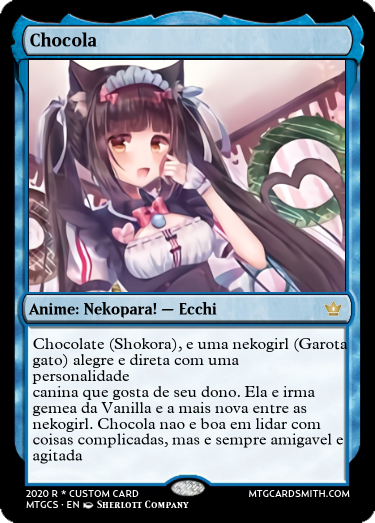 Chocola
Anime: Nekopara! — Ecchi
Chocolate (Shokora), e uma nekogirl (Garota
gato) alegre e direta com uma
personalidade
canina que gosta de seu dono. Ela e irma
gemea da Vanilla e a mais nova entre as
nekogirl. Chocola nao e boa em lidar com
coisas complicadas, mas e sempre amigavel e
agitada
2020 R * CUSTOM CARD
MTGCS · EN Sherlott Company
MTGCARDSMITH.COM